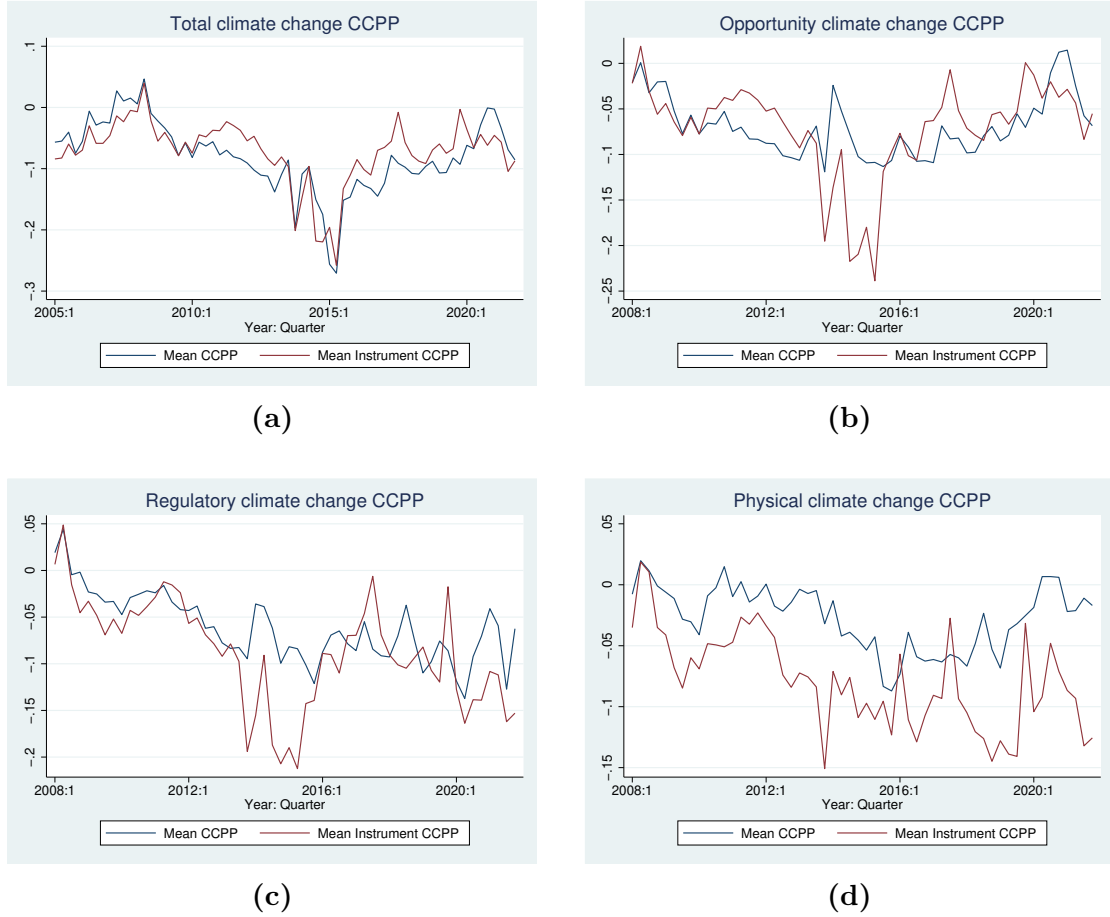 Total climate change CCPP
.1
0
-.1
-.2
-.3
2005:1 2010:1 2015:1 2020:1
Year: Quarter
Mean CCPP Mean Instrument CCPP
(a)
Opportunity climate change CCPP
0
-.05
-.1
-.15
-.2
-.25
2008:1 2012:1 2016:1 2020:1
Year: Quarter
Mean CCPP Mean Instrument CCPP
(b)
Regulatory climate change CCPP
.05
0
-.05
-.1
-.15
-.2
2008:1 2012:1 2016:1 2020:1
Year: Quarter
Mean CCPP Mean Instrument CCPP
(c)
Physical climate change CCPP
.05
0
-.05
-.1
-.15
2008:1 2012:1 2016:1 2020:1
Year: Quarter
Mean CCPP Mean Instrument CCPP
(d)